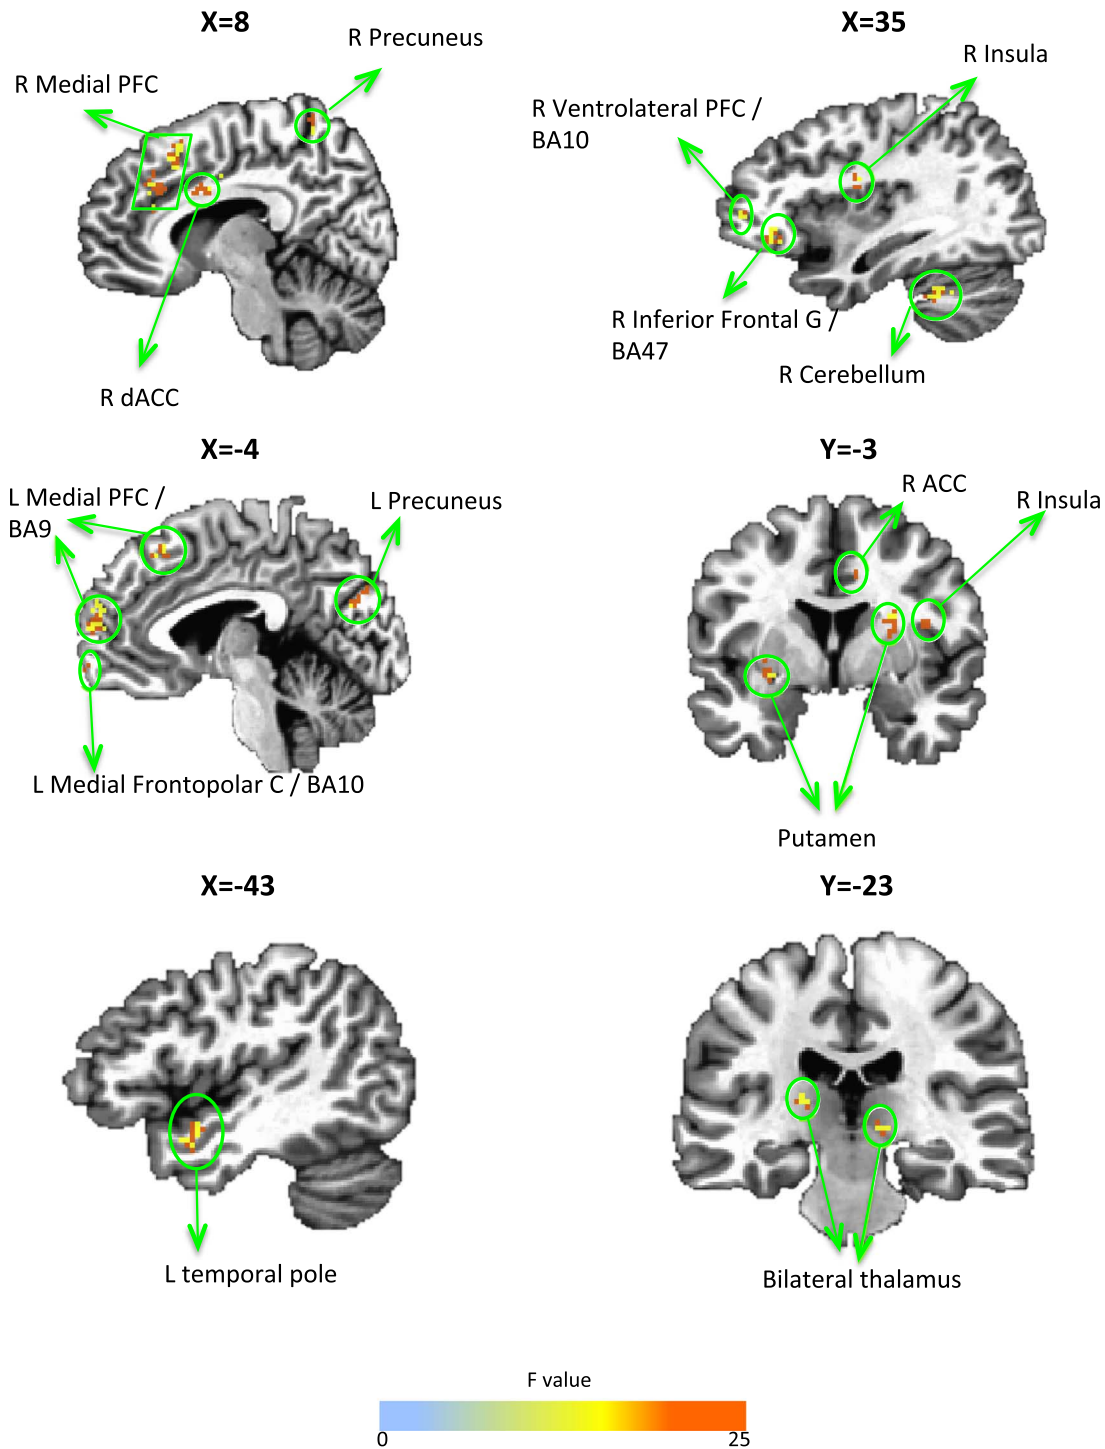 X=8
R Precuneus
R Medial PFC
R dACC
X=35
R Insula
R Ventrolateral PFC /
BA10
R Inferior Frontal G /
BA47
R Cerebellum
X=-4
L Medial PFC /
BA9
L Precuneus
L Medial Frontopolar C / BA10
Y=-3
R ACC
R Insula
Putamen
X=-43
L temporal pole
Y=-23
Bilateral thalamus
F value
0
25